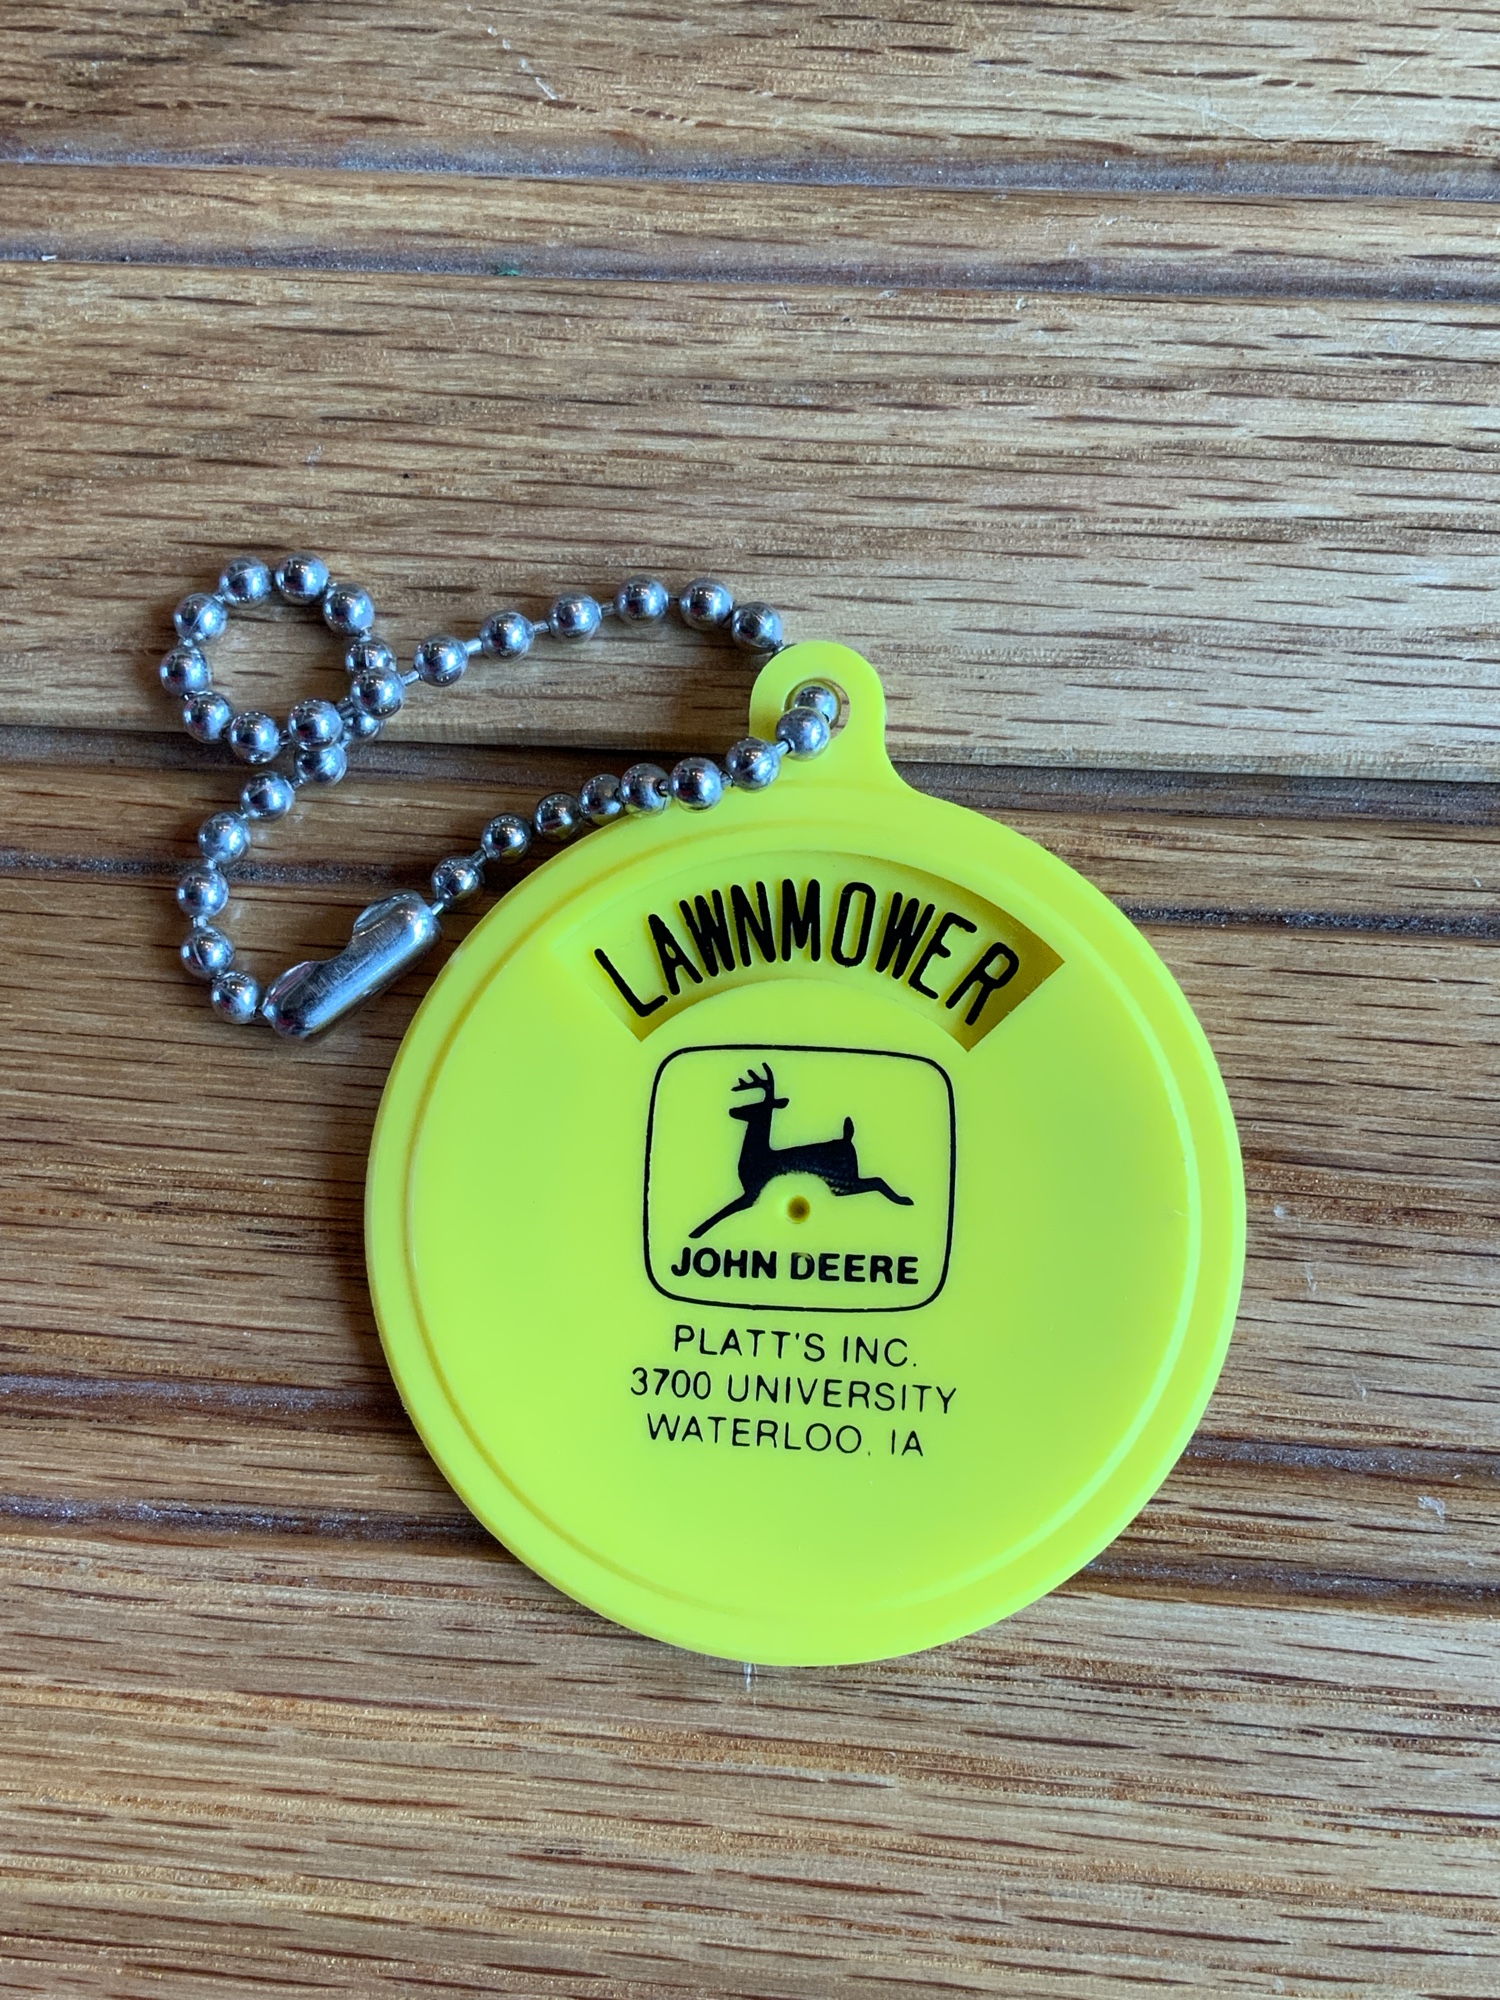 LAWNMOWER
JOHN DEERE
PLATT'S INC.
3700 UNIVERSITY
WATERLOO, IA